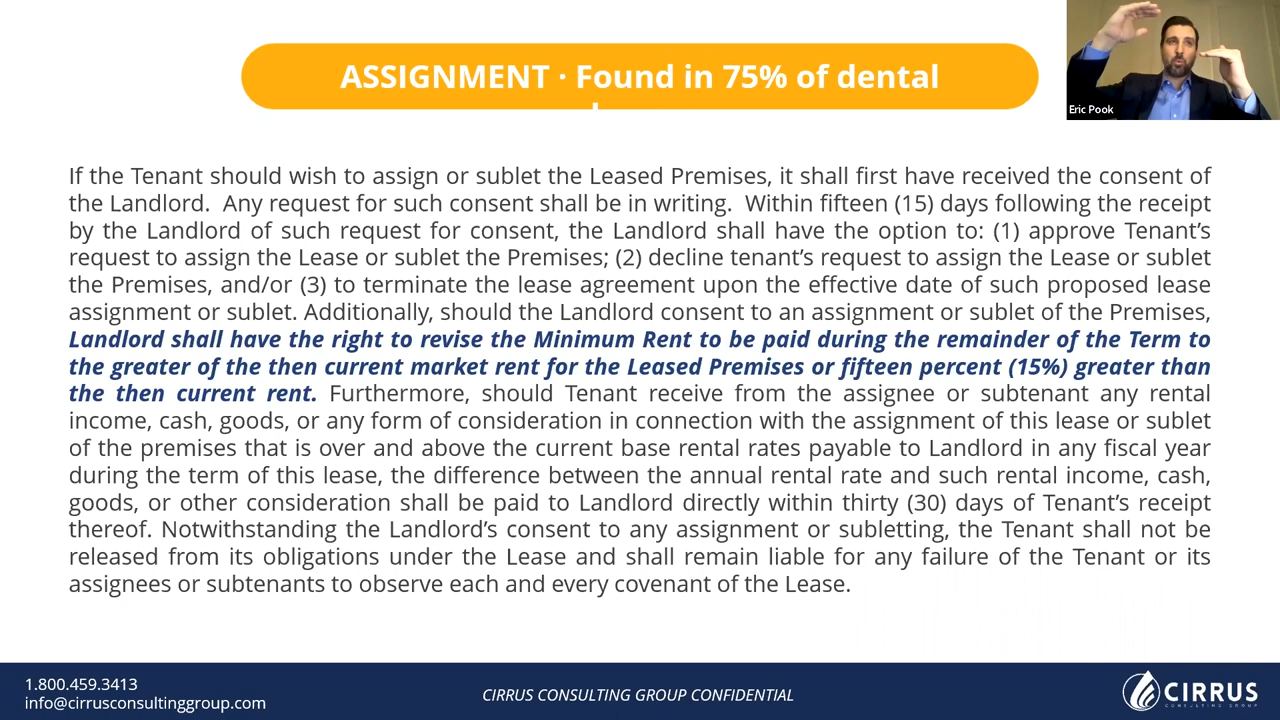 ASSIGNMENT · Found in 75% of dental
Eric Pook
If the Tenant should wish to assign or sublet the Leased Premises, it shall first have received the consent of
the Landlord.  Any request for such consent shall be in writing.  Within fifteen (15) days following the receipt
by the Landlord of such request for consent, the Landlord shall have the option to: (1) approve Tenant’s
request to assign the Lease or sublet the Premises; (2) decline tenant’s request to assign the Lease or sublet
the Premises, and/or (3) to terminate the lease agreement upon the effective date of such proposed lease
assignment or sublet. Additionally, should the Landlord consent to an assignment or sublet of the Premises,
Landlord shall have the right to revise the Minimum Rent to be paid during the remainder of the Term to
the greater of the then current market rent for the Leased Premises or fifteen percent (15%) greater than
the then current rent. Furthermore, should Tenant receive from the assignee or subtenant any rental
income, cash, goods, or any form of consideration in connection with the assignment of this lease or sublet
of the premises that is over and above the current base rental rates payable to Landlord in any fiscal year
during the term of this lease, the difference between the annual rental rate and such rental income, cash,
goods, or other consideration shall be paid to Landlord directly within thirty (30) days of Tenant’s receipt
thereof. Notwithstanding the Landlord’s consent to any assignment or subletting, the Tenant shall not be
released from its obligations under the Lease and shall remain liable for any failure of the Tenant or its
assignees or subtenants to observe each and every covenant of the Lease.
1.800.459.3413
info@cirrusconsultinggroup.com
CIRRUS CONSULTING GROUP CONFIDENTIAL
CIRRUS
CONSULTING GROUP